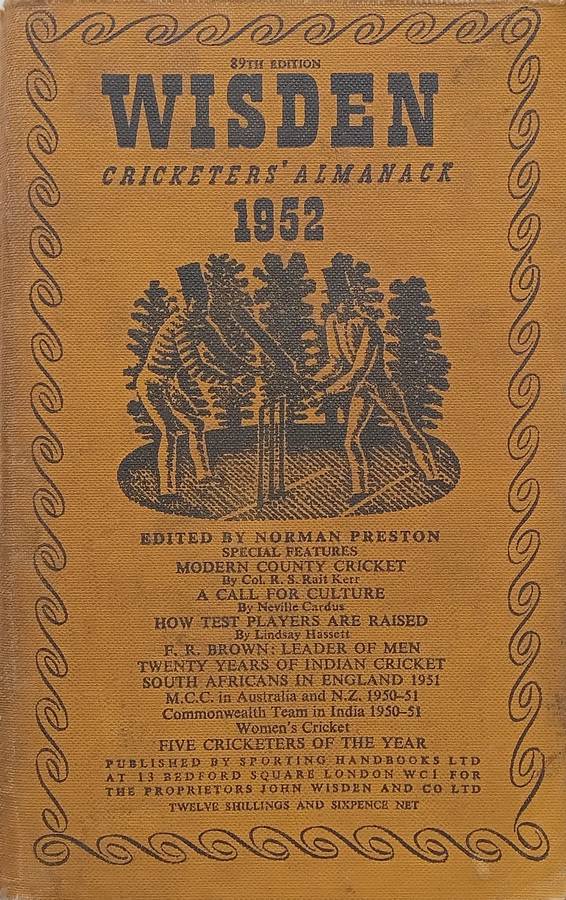 89TH EDITION
WISDEN
CRICKETERS' ALMANACK
1952
EDITED BY NORMAN PRESTON
SPECIAL FEATURES
MODERN COUNTY CRICKET
By Col. R. S. Rait Kerr
A CALL FOR CULTURE
By Neville Cardus
HOW TEST PLAYERS ARE RAISED
By Lindsay Hassett
F. R. BROWN: LEADER OF MEN
TWENTY YEARS OF INDIAN CRICKET
SOUTH AFRICANS IN ENGLAND 1951
M.C.C. in Australia and N.Z. 1950–51
Commonwealth Team in India 1950–51
Women's Cricket
FIVE CRICKETERS OF THE YEAR
PUBLISHED BY SPORTING HANDBOOKS LTD
AT 13 BEDFORD SQUARE LONDON WC1 FOR
THE PROPRIETORS JOHN WISDEN AND CO LTD
TWELVE SHILLINGS AND SIXPENCE NET